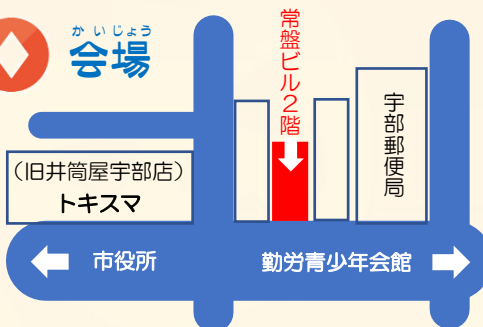 かいじょう
会場
常盤ビル2階
宇部郵便局
(旧井筒屋宇部店)
トキスマ
市役所
勤労青少年会館